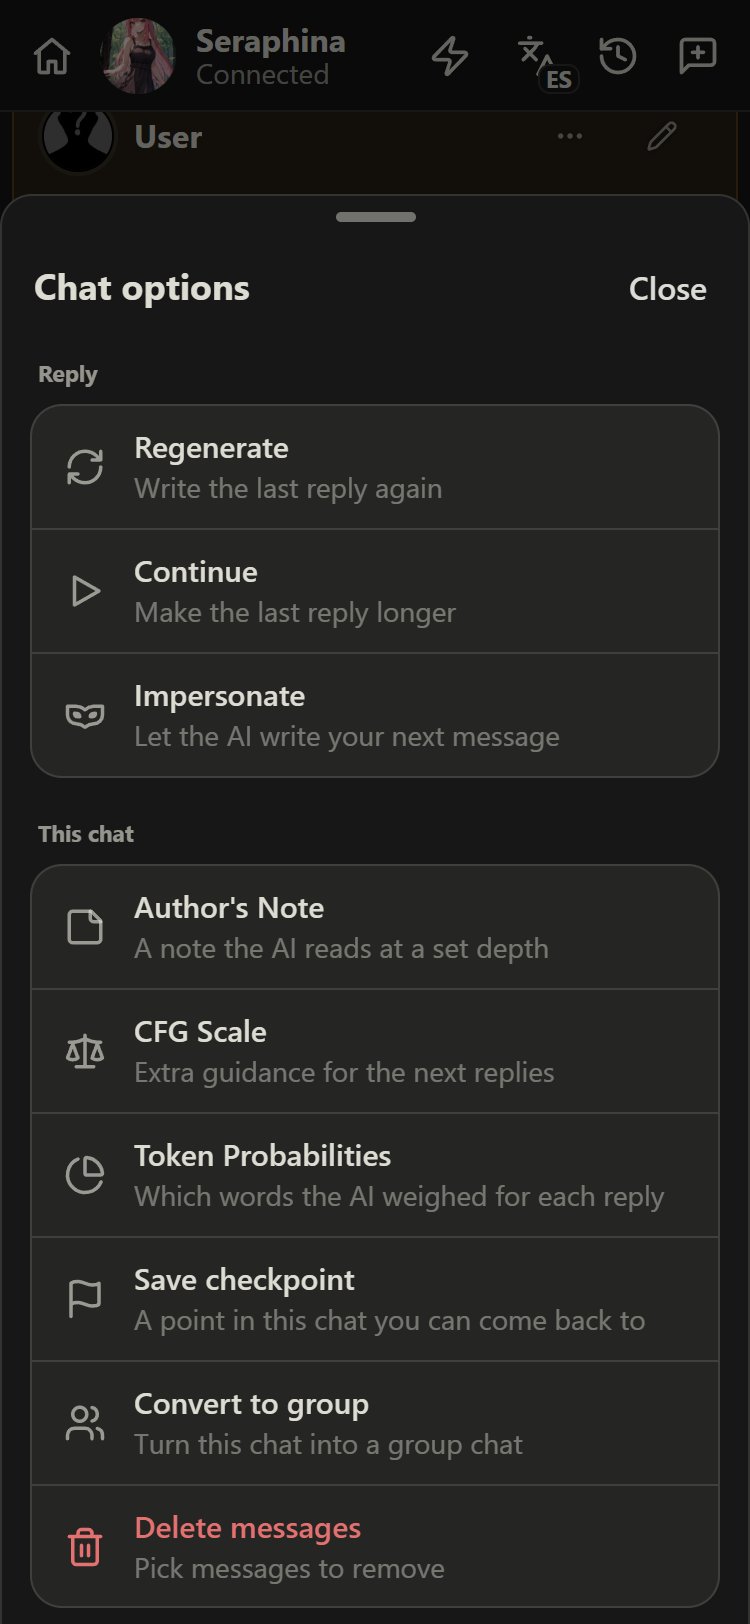 Seraphina
Connected
ES
User
Chat options
Close
Reply
Regenerate
Write the last reply again
Continue
Make the last reply longer
Impersonate
Let the AI write your next message
This chat
Author's Note
A note the AI reads at a set depth
CFG Scale
Extra guidance for the next replies
Token Probabilities
Which words the AI weighed for each reply
Save checkpoint
A point in this chat you can come back to
Convert to group
Turn this chat into a group chat
Delete messages
Pick messages to remove